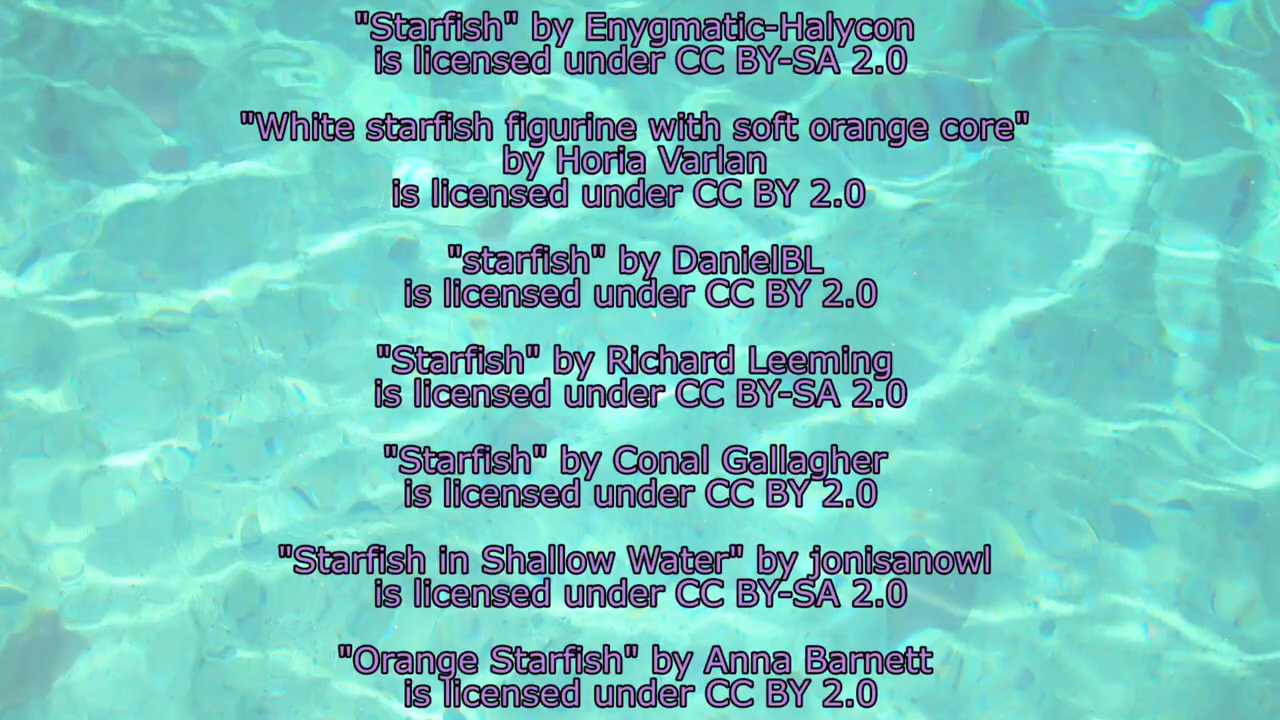 "Starfish" by Enygmatic-Halycon
is licensed under CC BY-SA 2.0
"White starfish figurine with soft orange core"
by Horia Varlan
is licensed under CC BY 2.0
"starfish" by DanielBL
is licensed under CC BY 2.0
"Starfish" by Richard Leeming
is licensed under CC BY-SA 2.0
"Starfish" by Conal Gallagher
is licensed under CC BY 2.0
"Starfish in Shallow Water" by jonisanowl
is licensed under CC BY-SA 2.0
"Orange Starfish" by Anna Barnett
is licensed under CC BY 2.0